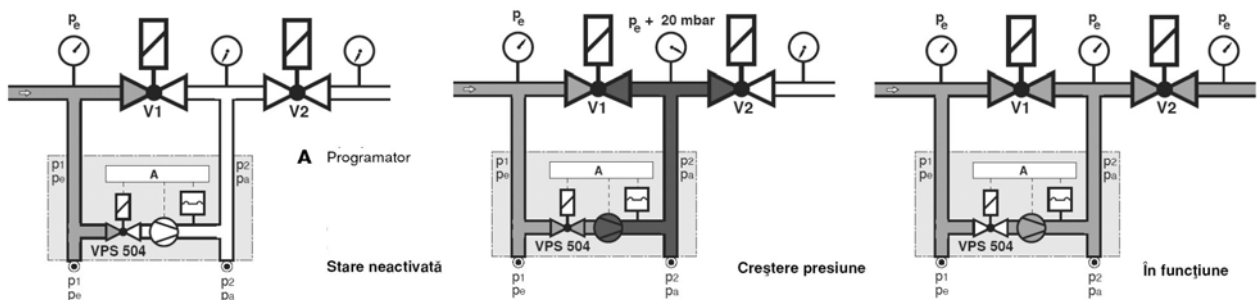 pe
V1
V2
A Programator
p1
pe
A
p2
pa
VPS 504
p1
pe
p2
pa
Stare neactivată
pe
pe + 20 mbar
V1
V2
p1
pe
A
p2
pa
VPS 504
p1
pe
p2
pa
Creștere presiune
pe
pe
pe
V1
V2
p1
pe
A
p2
pa
VPS 504
p1
pe
p2
pa
În funcțiune